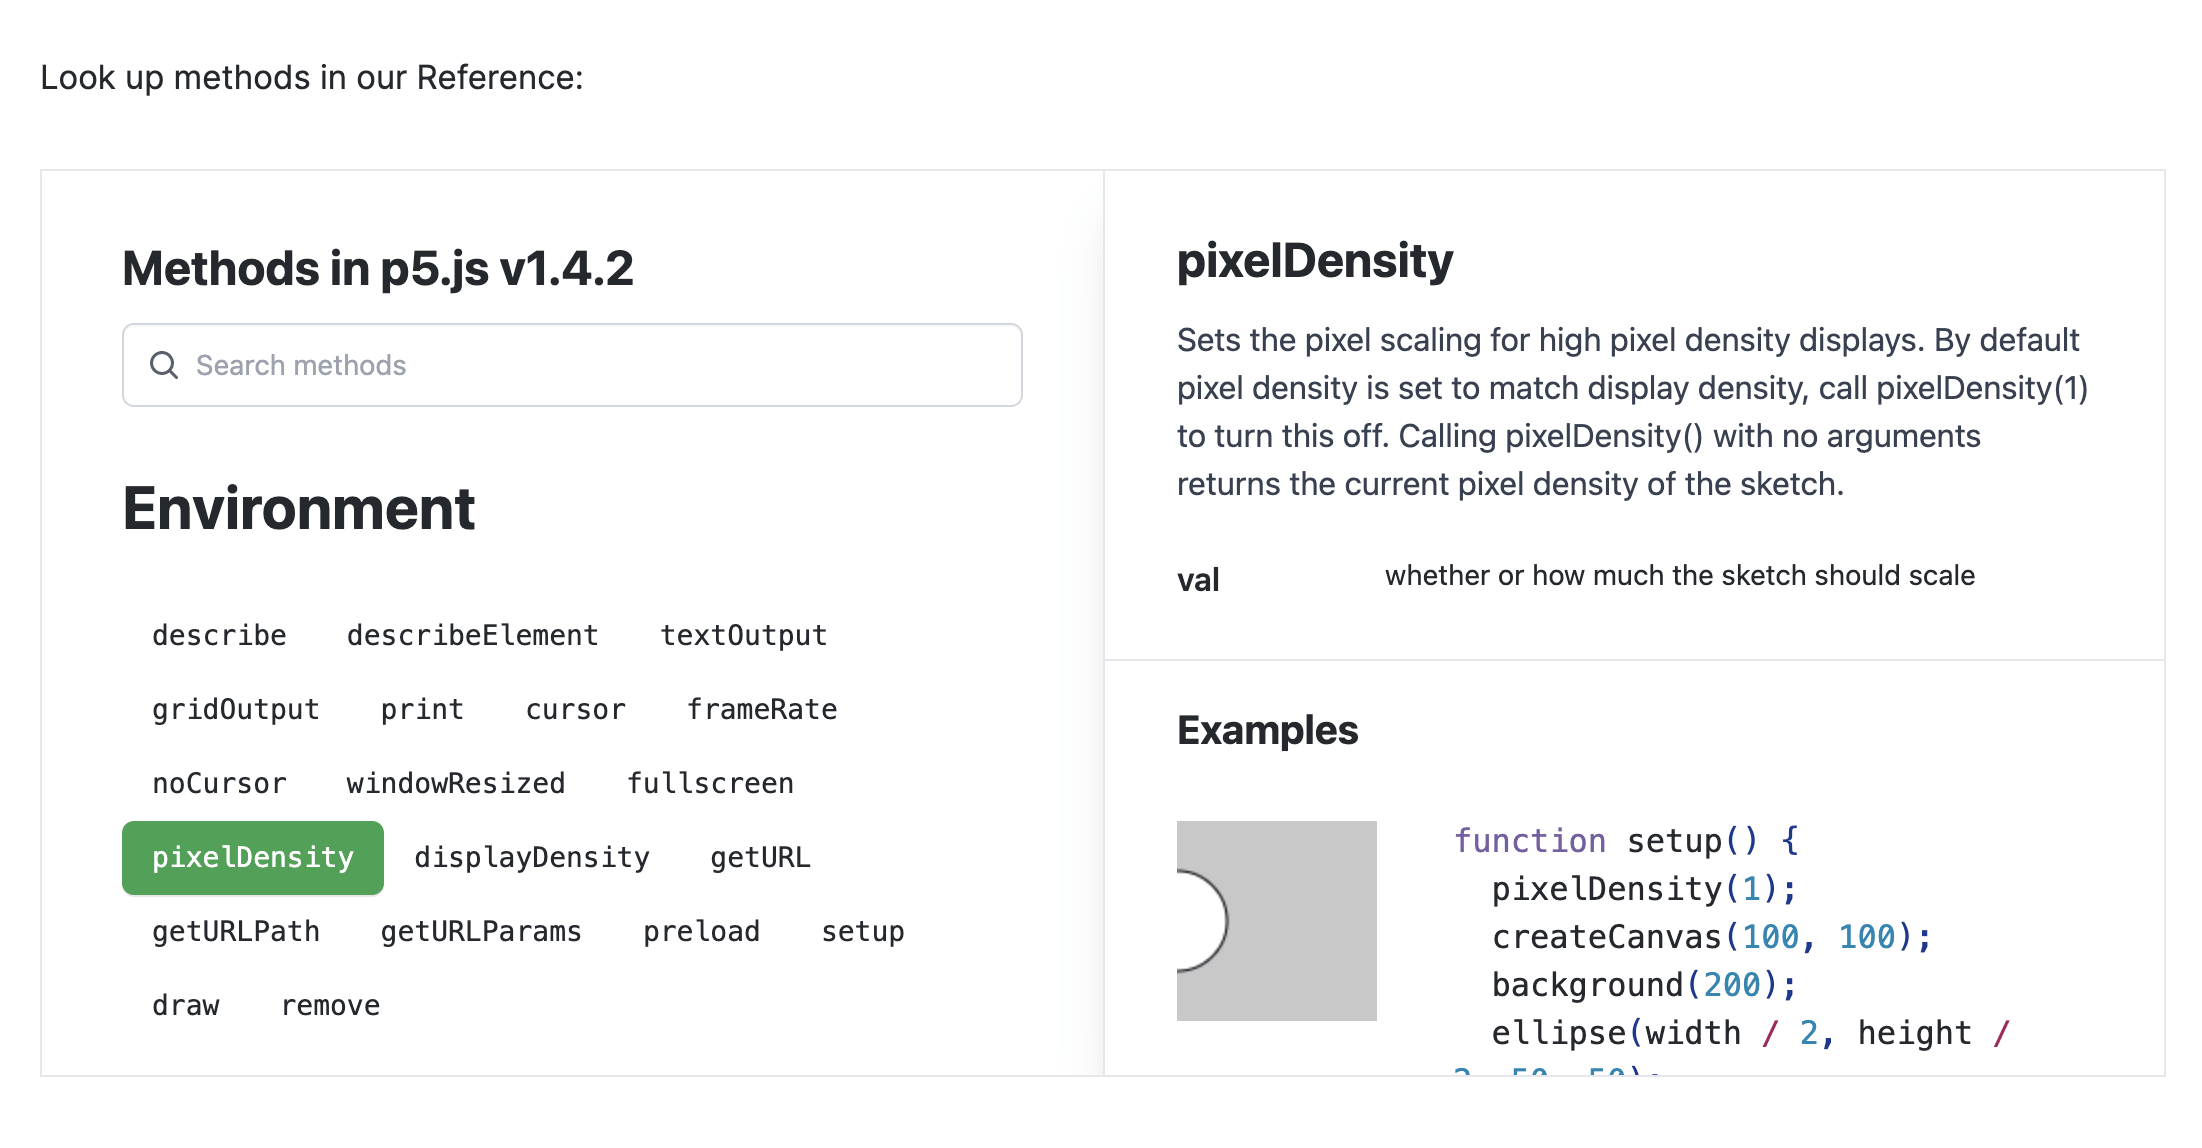 Look up methods in our Reference:
Methods in p5.js v1.4.2
Search methods
Environment
describe describeElement textOutput
gridOutput print cursor frameRate
noCursor windowResized fullscreen
pixelDensity displayDensity getURL
getURLPath getURLParams preload setup
draw remove
pixelDensity
Sets the pixel scaling for high pixel density displays. By default
pixel density is set to match display density, call pixelDensity(1)
to turn this off. Calling pixelDensity() with no arguments
returns the current pixel density of the sketch.
val whether or how much the sketch should scale
Examples
function setup() {
  pixelDensity(1);
  createCanvas(100, 100);
  background(200);
  ellipse(width / 2, height /
2, 50, 50);